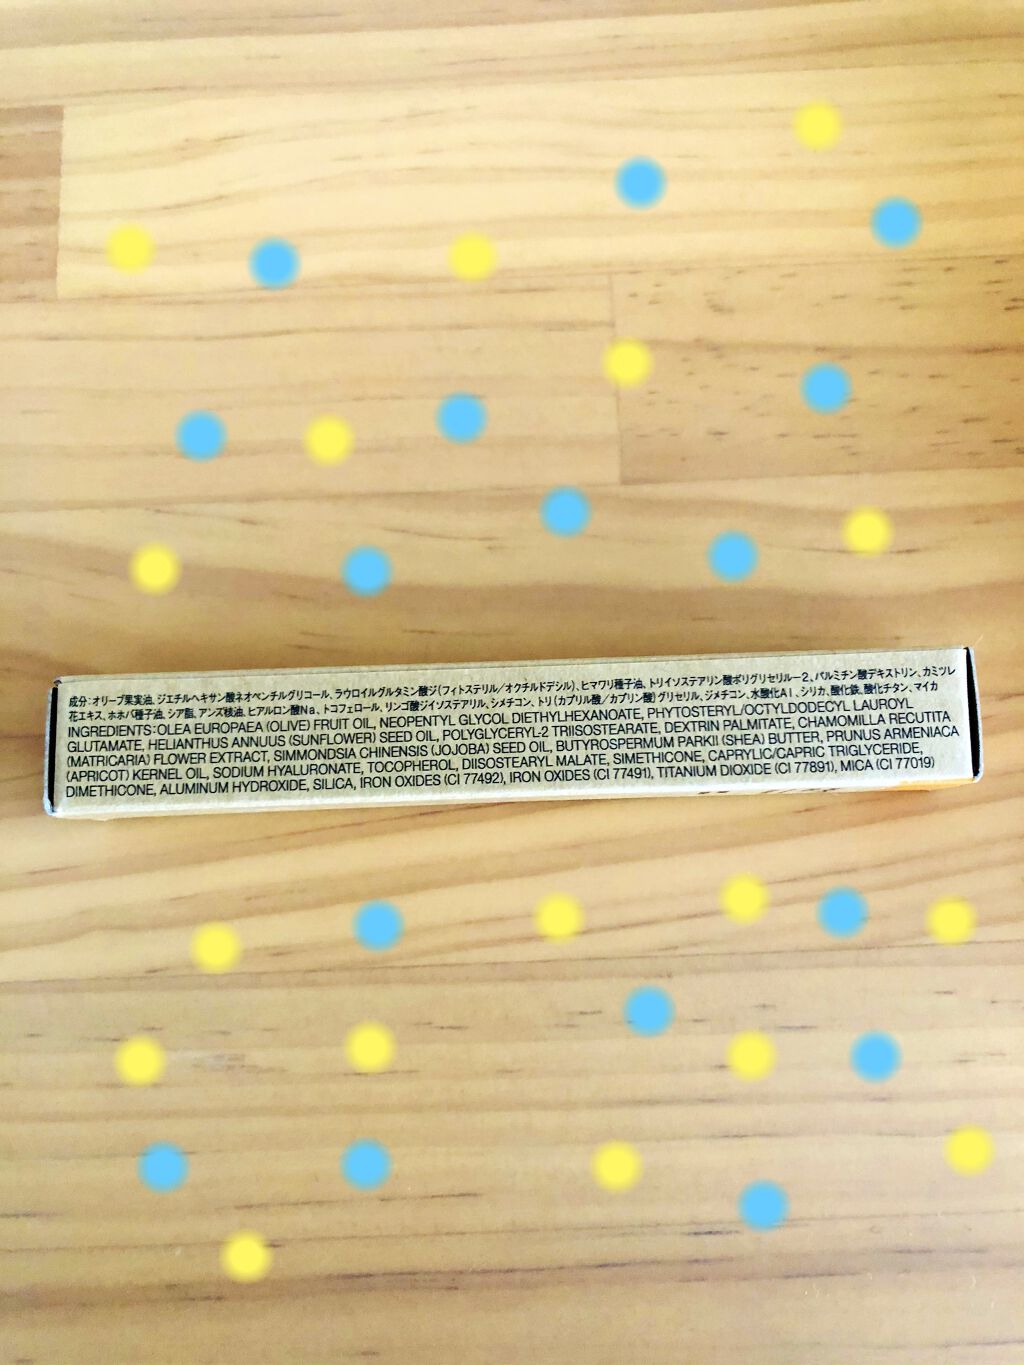 成分:オリーブ果実油、ジエチルヘキサン酸ネオペンチルグリコール、ラウロイルグルタミン酸ジ(フィトステリル/オクチルドデシル)、ヒマワリ種子油、トリイソステアリン酸ポリグリセリル-2、パルミチン酸デキストリン、カミツレ
花エキス、ホホバ種子油、シア脂、アンズ核油、ヒアルロン酸Na、トコフェロール、リンゴ酸ジイソステアリル、シメチコン、トリ(カプリル酸/カプリン酸)グリセリル、ジメチコン、水酸化Al、シリカ、酸化鉄、酸化チタン、マイカ
INGREDIENTS:OLEA EUROPAEA (OLIVE) FRUIT OIL, NEOPENTYL GLYCOL DIETHYLHEXANOATE, PHYTOSTERYL/OCTYLDODECYL LAUROYL
GLUTAMATE, HELIANTHUS ANNUUS (SUNFLOWER) SEED OIL, POLYGLYCERYL-2 TRIISOSTEARATE, DEXTRIN PALMITATE, CHAMOMILLA RECUTITA
(MATRICARIA) FLOWER EXTRACT, SIMMONDSIA CHINENSIS (JOJOBA) SEED OIL, BUTYROSPERMUM PARKII (SHEA) BUTTER, PRUNUS ARMENIACA
(APRICOT) KERNEL OIL, SODIUM HYALURONATE, TOCOPHEROL, DIISOSTEARYL MALATE, SIMETHICONE, CAPRYLIC/CAPRIC TRIGLYCERIDE,
DIMETHICONE, ALUMINUM HYDROXIDE, SILICA, IRON OXIDES (CI 77492), IRON OXIDES (CI 77491), TITANIUM DIOXIDE (CI 77891), MICA (CI 77019)